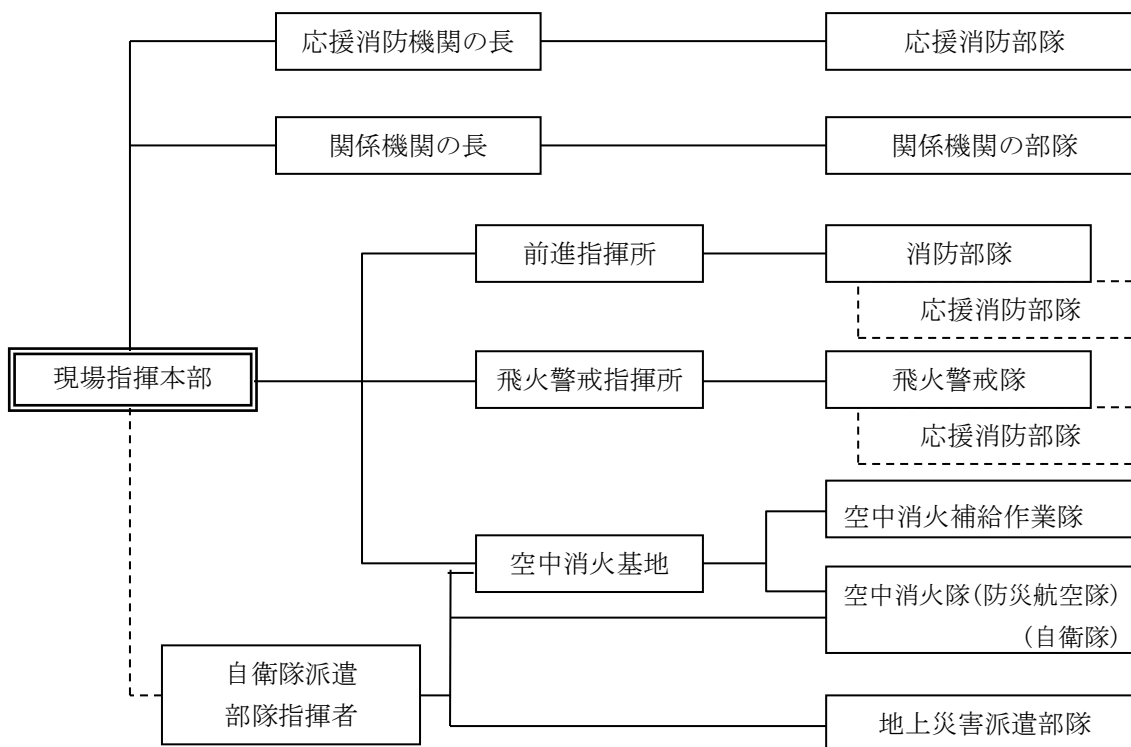 応援消防機関の長
応援消防部隊
関係機関の長
関係機関の部隊
前進指揮所
消防部隊
応援消防部隊
現場指揮本部
飛火警戒指揮所
飛火警戒隊
応援消防部隊
空中消火補給作業隊
空中消火基地
空中消火隊(防災航空隊)
(自衛隊)
自衛隊派遣
部隊指揮者
地上災害派遣部隊